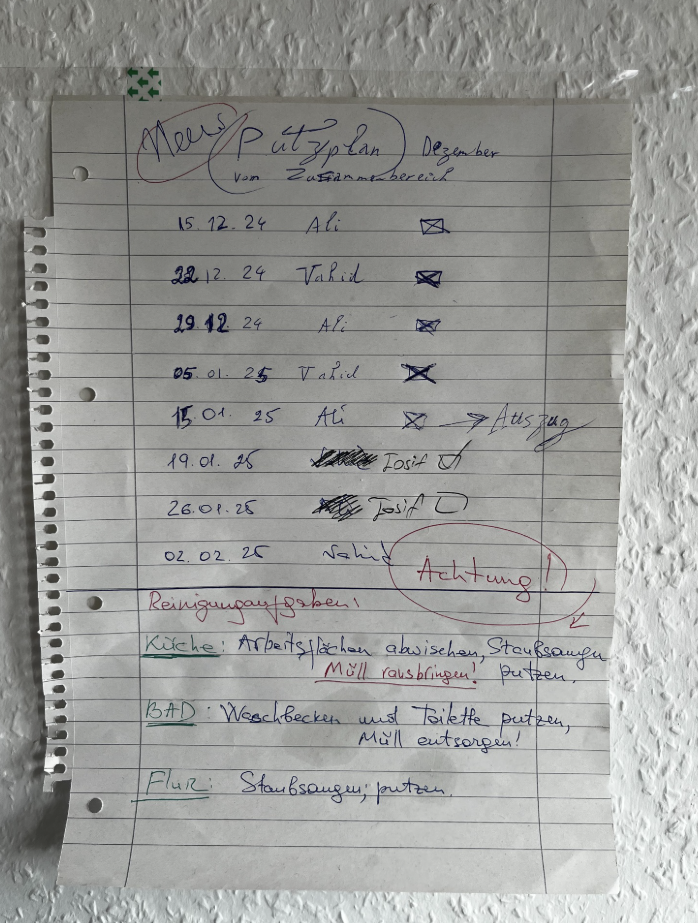 Neues Putzplan Dezember
vom Zusammenbereich
15.12.24 Ali
22.12.24 Vahid
29.12.24 Ali
05.01.25 Vahid
15.01.25 Ali → Auszug
19.01.25 Iosif
26.01.25 Iosif
02.02.25 Vahid
Achtung!
Reinigungaufgaben:
Küche: Arbeitsflächen abwischen, Staubsaugen
Müll rausbringen! putzen.
BAD: Waschbecken und Toilette putzen,
Müll entsorgen!
Flur: Staubsaugen, putzen.